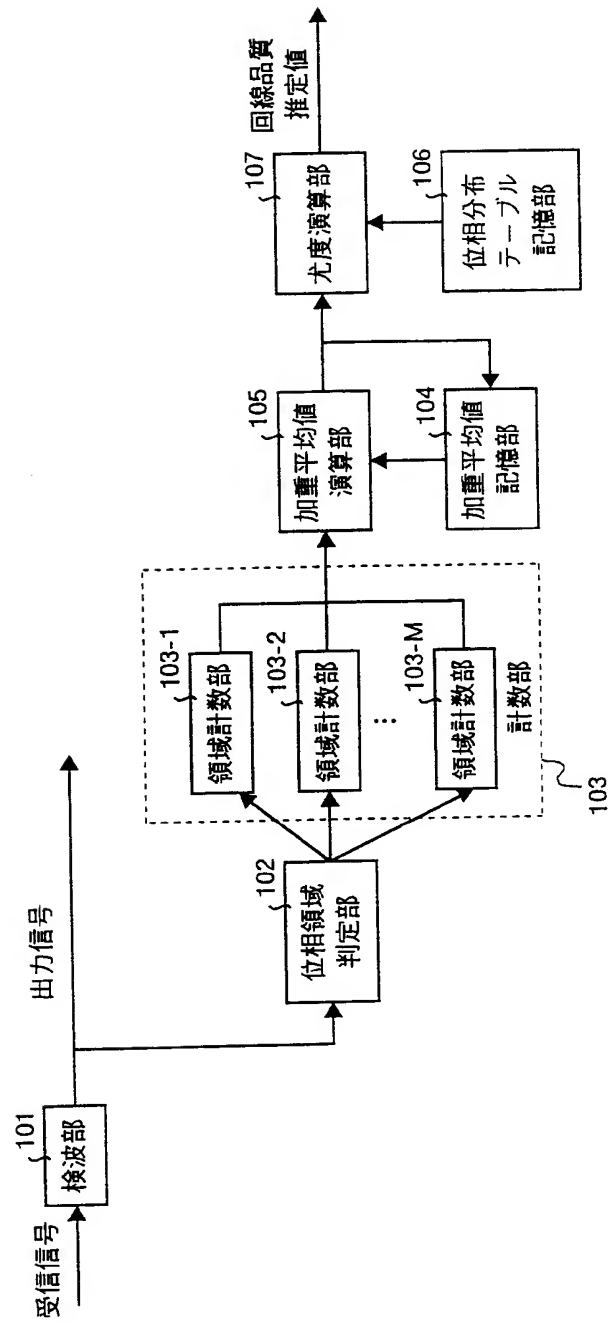 受信信号
101
検波部
出力信号
102
位相領域
判定部
103-1
領域計数部
103-2
領域計数部
⋮
103-M
領域計数部
計数部
103
105
加重平均値
演算部
104
加重平均値
記憶部
107
尤度演算部
106
位相分布
テーブル
記憶部
回線品質
推定値